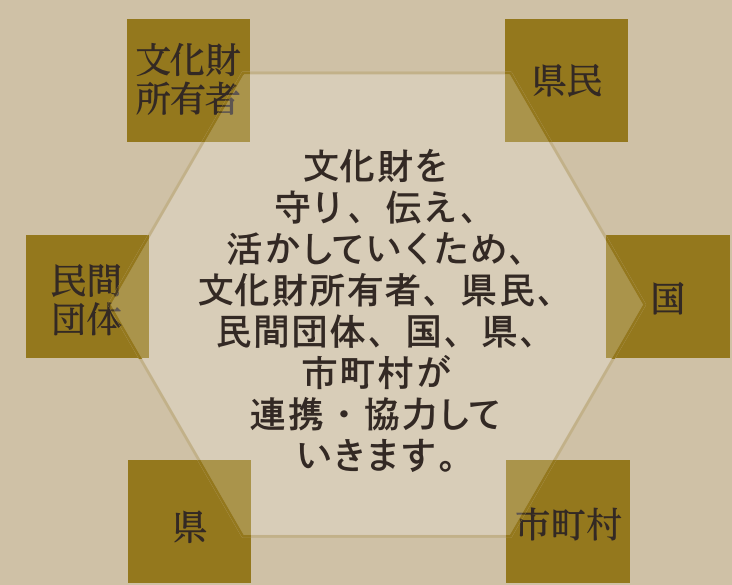 文化財
所有者
県民
文化財を
守り、伝え、
活かしていくため、
文化財所有者、県民、
民間団体、国、県、
市町村が
連携・協力して
いきます。
民間
団体
国
県
市町村